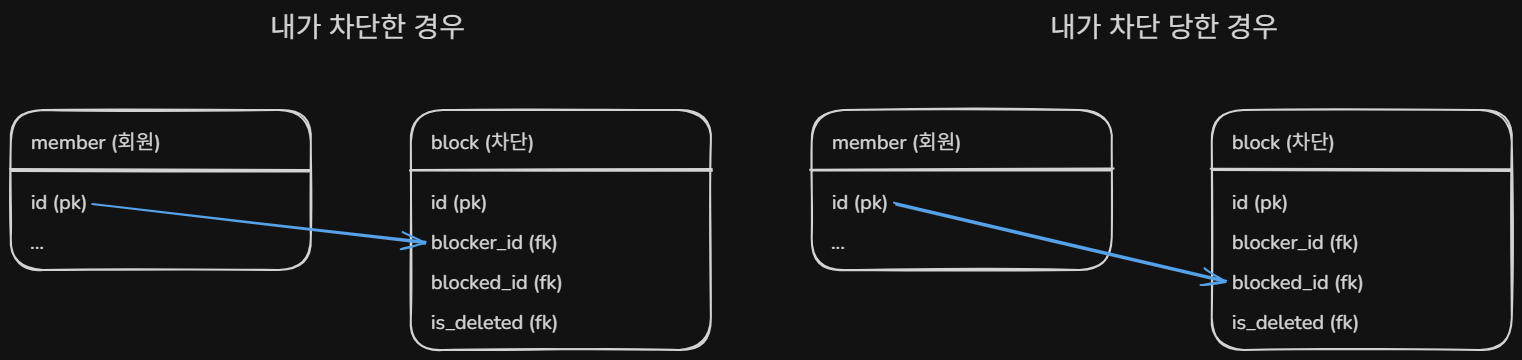 내가 차단한 경우
member (회원)
id (pk)
...
block (차단)
id (pk)
blocker_id (fk)
blocked_id (fk)
is_deleted (fk)
내가 차단 당한 경우
member (회원)
id (pk)
...
block (차단)
id (pk)
blocker_id (fk)
blocked_id (fk)
is_deleted (fk)